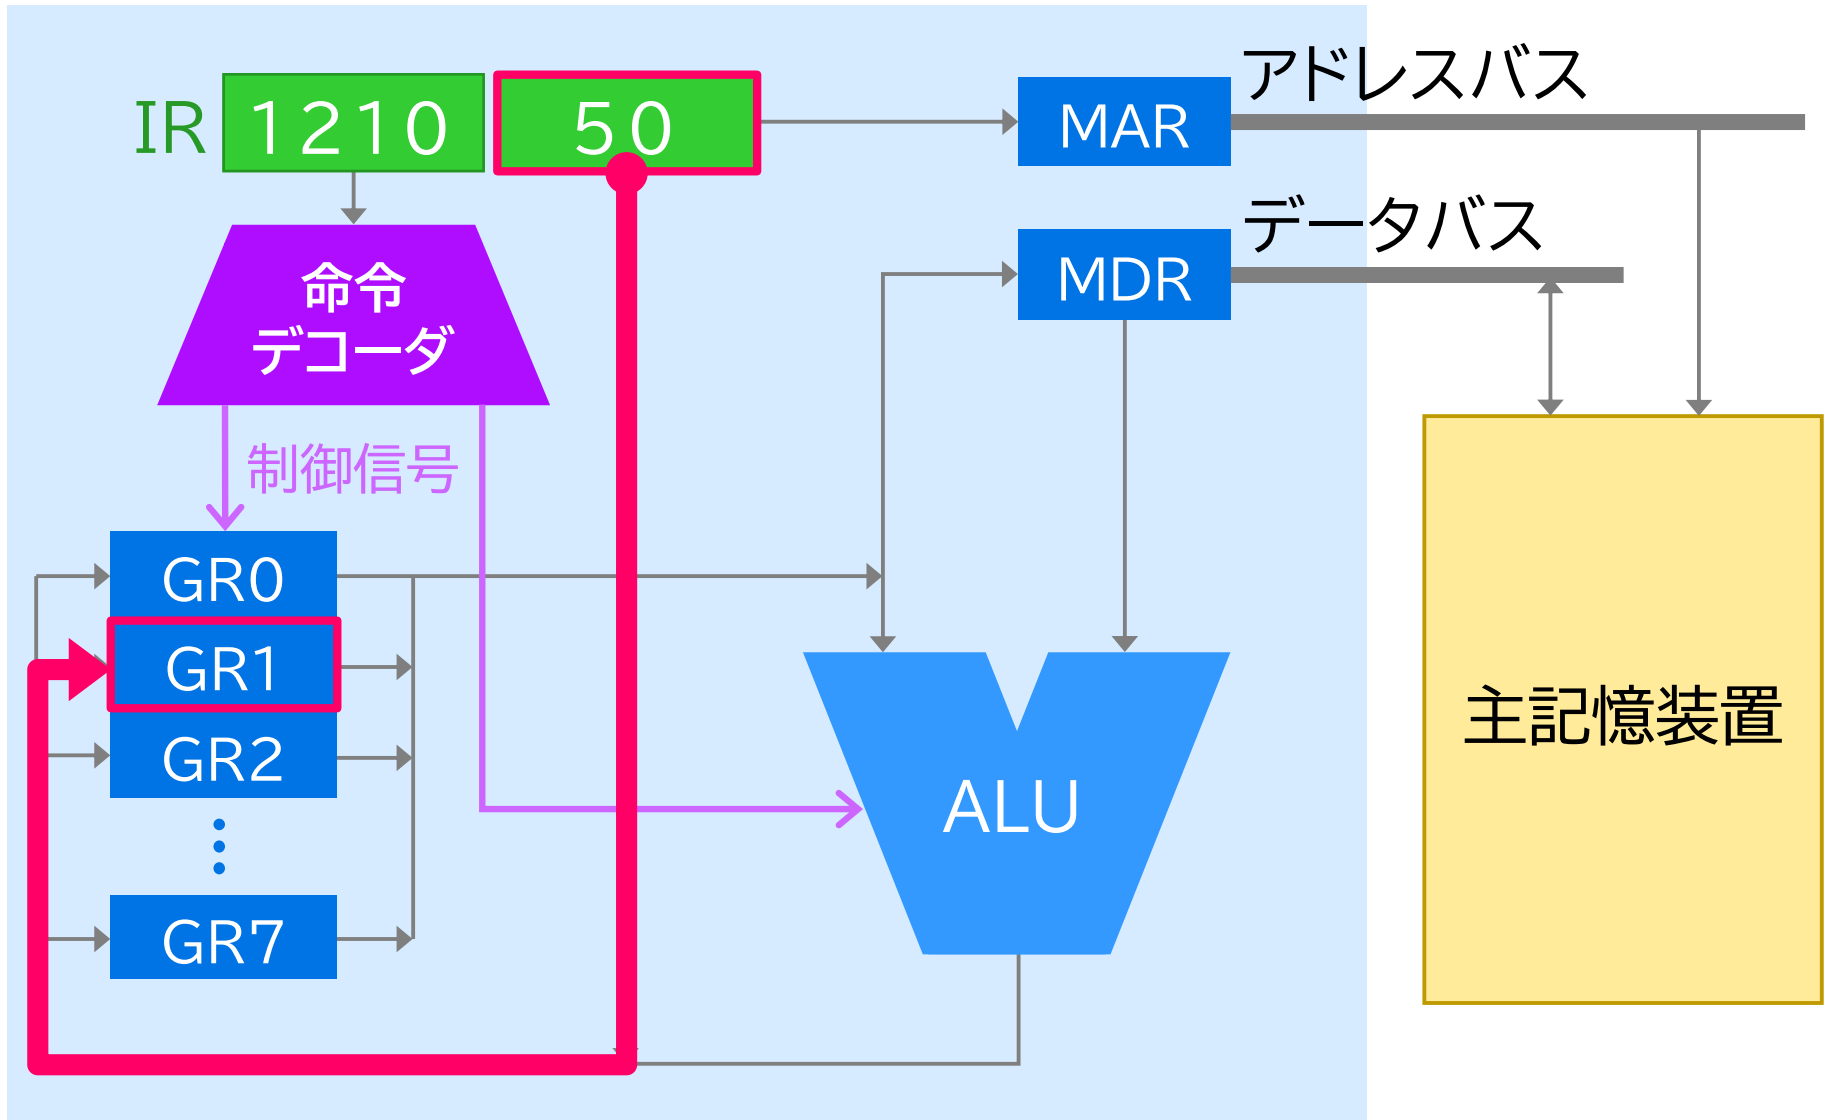 アドレスバス
IR
1210
50
MAR
データバス
MDR
命令
デコーダ
制御信号
GR0
GR1
GR2
GR7
ALU
主記憶装置